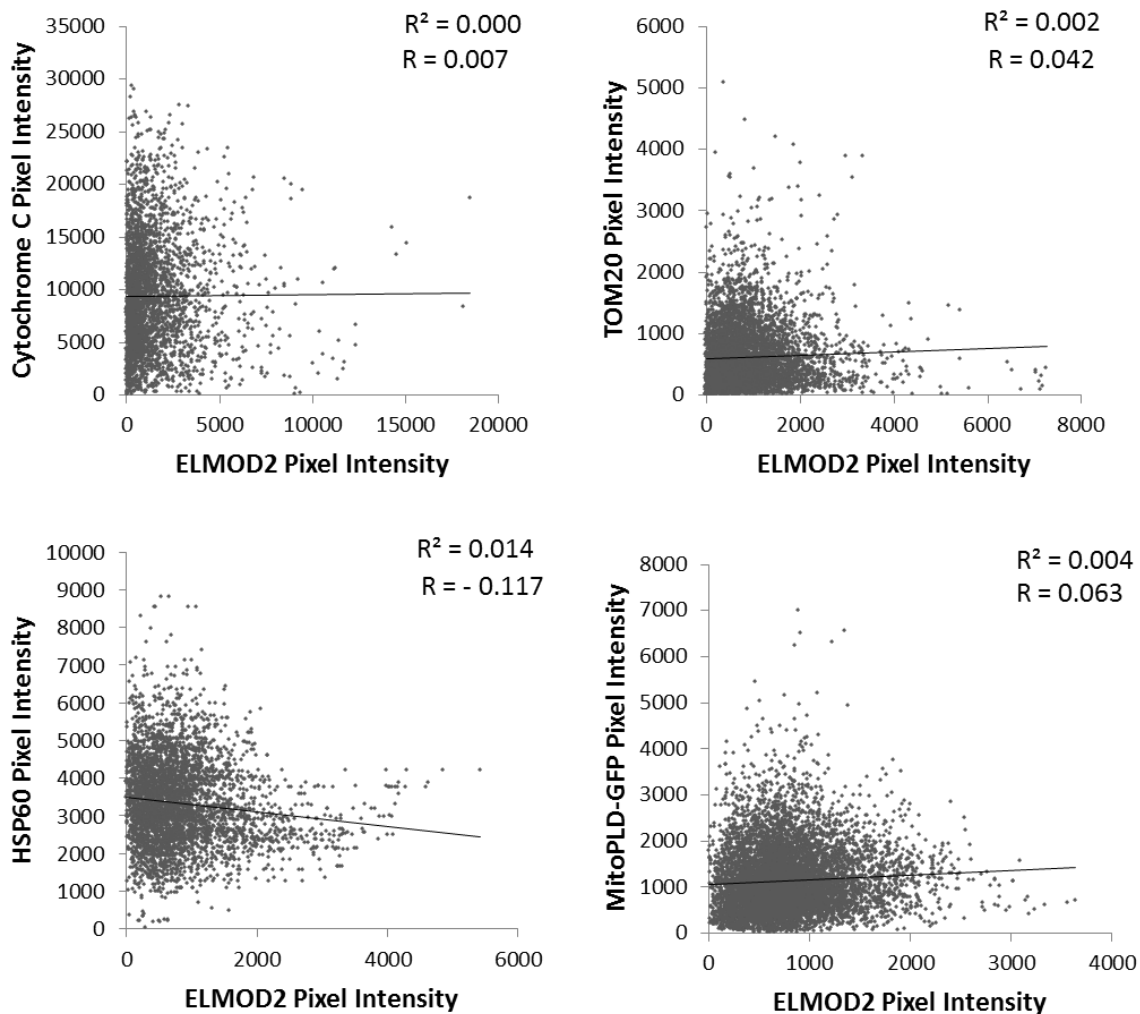 R² = 0.000
R = 0.007
Cytochrome C Pixel Intensity
35000
30000
25000
20000
15000
10000
5000
0
0 5000 10000 15000 20000
ELMOD2 Pixel Intensity
R² = 0.002
R = 0.042
TOM20 Pixel Intensity
6000
5000
4000
3000
2000
1000
0
0 2000 4000 6000 8000
ELMOD2 Pixel Intensity
R² = 0.014
R = - 0.117
HSP60 Pixel Intensity
10000
9000
8000
7000
6000
5000
4000
3000
2000
1000
0
0 2000 4000 6000
ELMOD2 Pixel Intensity
R² = 0.004
R = 0.063
MitoPLD-GFP Pixel Intensity
8000
7000
6000
5000
4000
3000
2000
1000
0
0 1000 2000 3000 4000
ELMOD2 Pixel Intensity